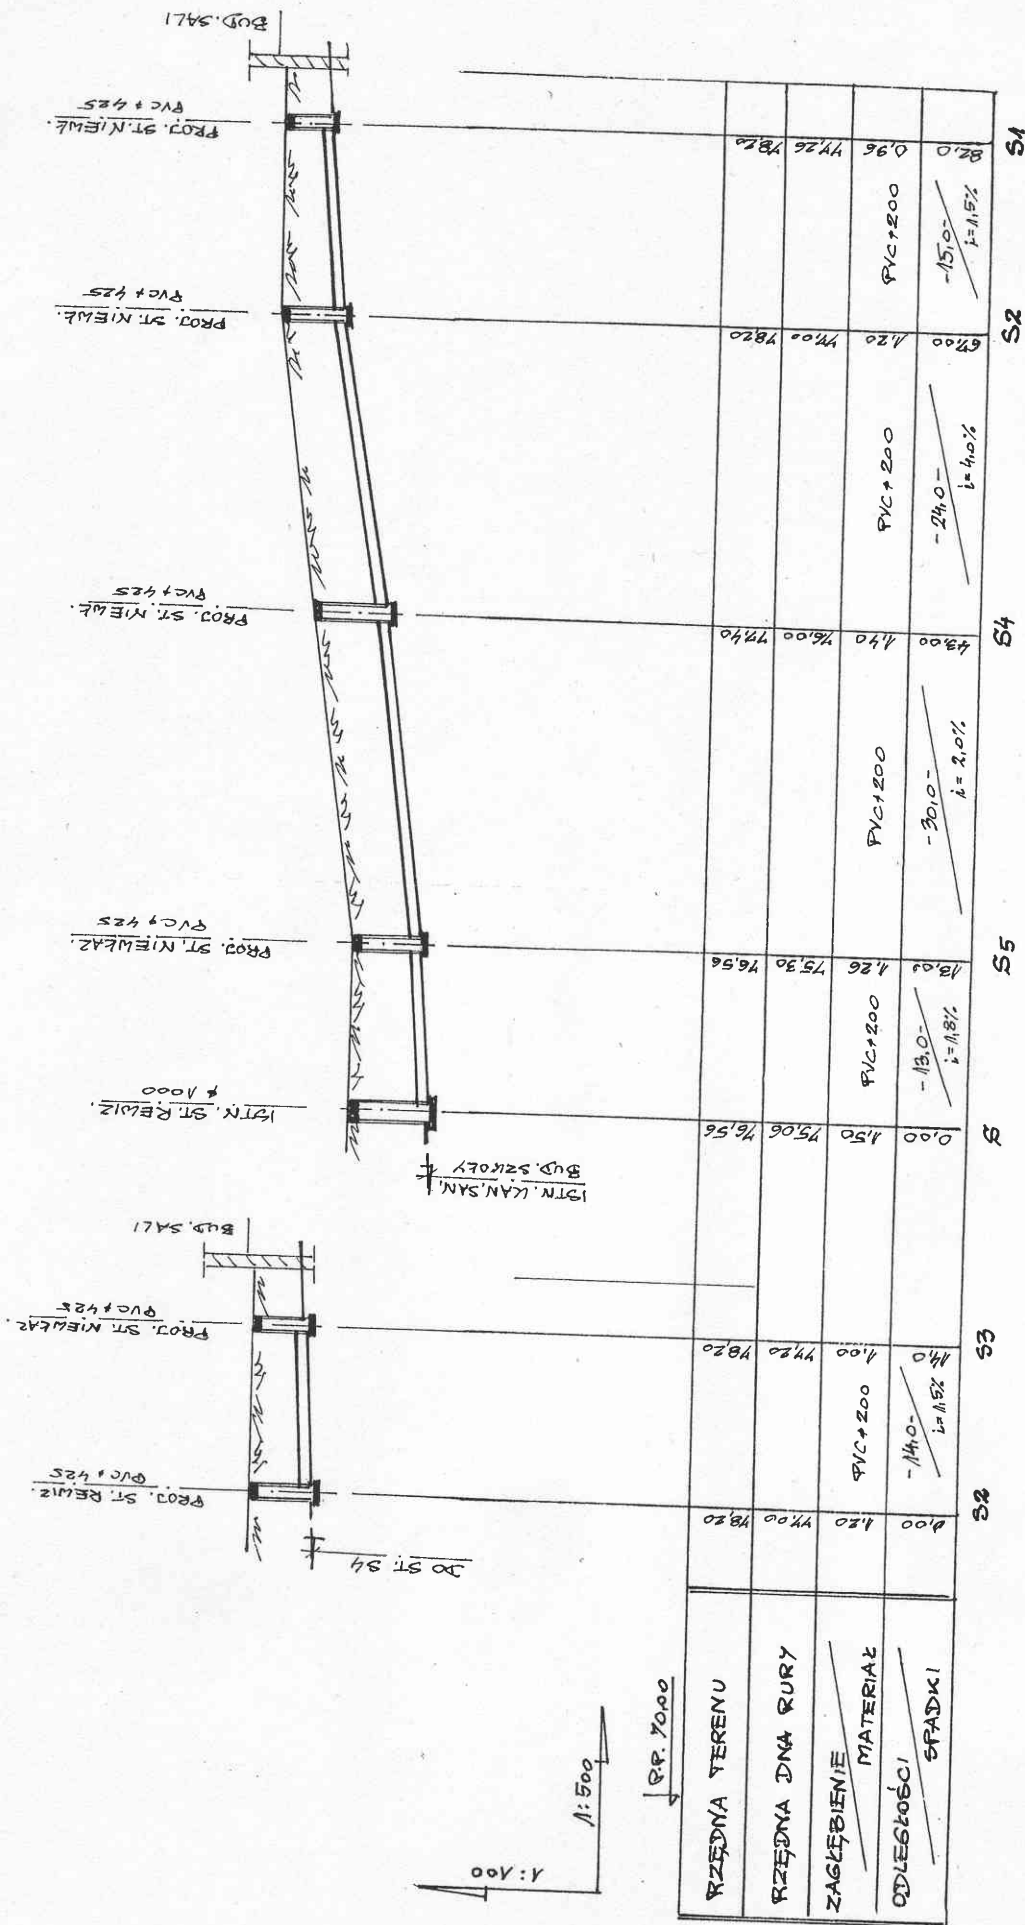 DO ST. S4
PROJ. ST. REWIZ.
PVC ϕ 425
PROJ. ST. NIEWŁAZ.
PVC ϕ 425
BUD. SALI
ISTN. KAN. SAN.
BUD. SZKOŁY
ISTN. ST. REWIZ.
ϕ 1000
PROJ. ST. NIEWŁAZ.
PVC ϕ 425
PROJ. ST. NIEWŁ.
PVC ϕ 425
PROJ. ST. NIEWŁ.
PVC ϕ 425
PROJ. ST. NIEWŁ.
PVC ϕ 425
BUD. SALI
1:100
1:500
P.P. 70,00
RZĘDNA TERENU
78,20
78,20
76,56
76,56
77,40
78,20
78,20
RZĘDNA DNA RURY
77,00
77,20
75,06
75,30
76,00
77,00
77,26
ZAGŁĘBIENIE
MATERIAŁ
1,20
PVC ϕ 200
1,00
1,50
PVC ϕ 200
1,26
PVC ϕ 200
1,40
PVC ϕ 200
1,20
PVC ϕ 200
0,96
ODLEGŁOŚCI
SPADKI
0,00
-14,0-
i=1,5%
14,0
0,00
-13,0-
i=1,8%
13,00
-30,0-
i=2,0%
43,00
-24,0-
i=4,0%
67,00
-15,0-
i=1,5%
82,0
S2
S3
S
S5
S4
S2
S1